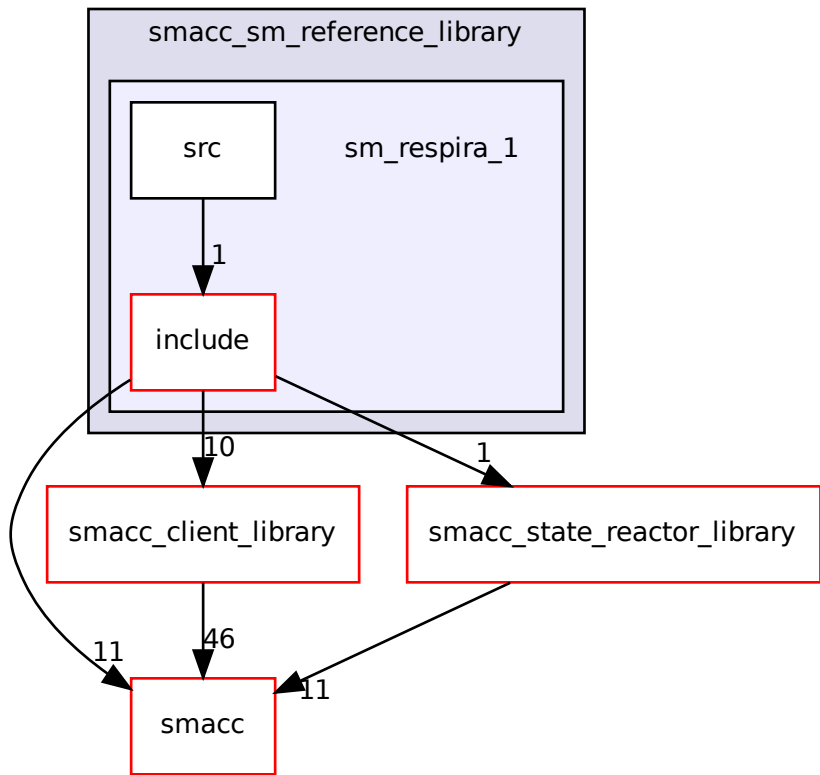 smacc_sm_reference_library
src
sm_respira_1
1
include
10
1
smacc_client_library
smacc_state_reactor_library
46
11
11
smacc